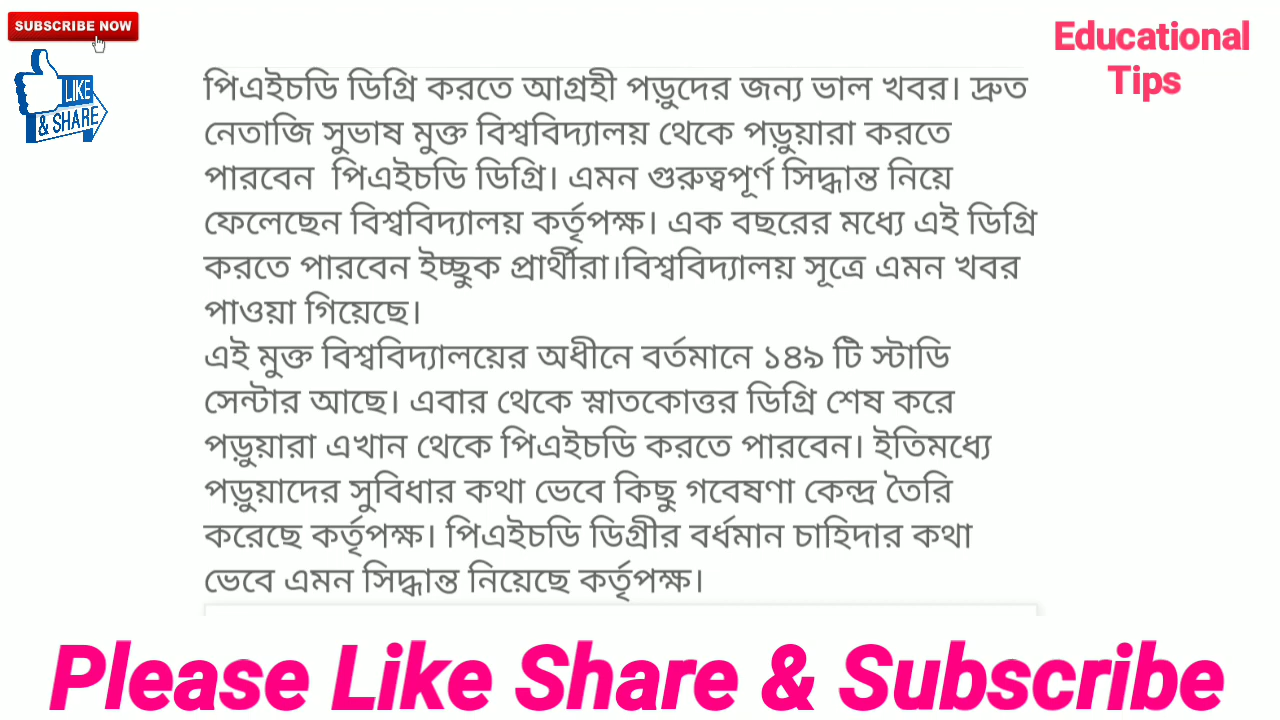 SUBSCRIBE NOW
LIKE
& SHARE
Educational
Tips
পিএইচডি ডিগ্রি করতে আগ্রহী পড়ুদের জন্য ভাল খবর। দ্রুত
নেতাজি সুভাষ মুক্ত বিশ্ববিদ্যালয় থেকে পড়ুয়ারা করতে
পারবেন  পিএইচডি ডিগ্রি। এমন গুরুত্বপূর্ণ সিদ্ধান্ত নিয়ে
ফেলেছেন বিশ্ববিদ্যালয় কর্তৃপক্ষ। এক বছরের মধ্যে এই ডিগ্রি
করতে পারবেন ইচ্ছুক প্রার্থীরা।বিশ্ববিদ্যালয় সূত্রে এমন খবর
পাওয়া গিয়েছে।
এই মুক্ত বিশ্ববিদ্যালয়ের অধীনে বর্তমানে ১৪৯ টি স্টাডি
সেন্টার আছে। এবার থেকে স্নাতকোত্তর ডিগ্রি শেষ করে
পড়ুয়ারা এখান থেকে পিএইচডি করতে পারবেন। ইতিমধ্যে
পড়ুয়াদের সুবিধার কথা ভেবে কিছু গবেষণা কেন্দ্র তৈরি
করেছে কর্তৃপক্ষ। পিএইচডি ডিগ্রীর বর্ধমান চাহিদার কথা
ভেবে এমন সিদ্ধান্ত নিয়েছে কর্তৃপক্ষ।
Please Like Share & Subscribe